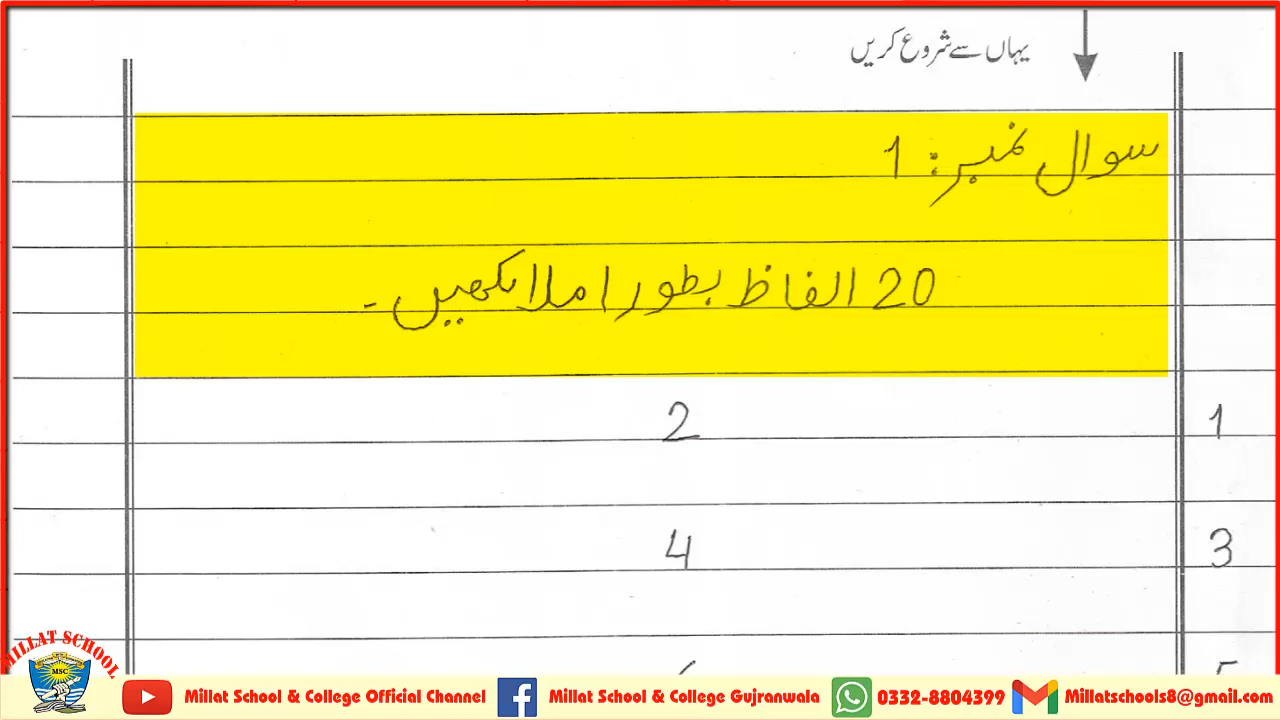 یہاں سے شروع کریں
سوال نمبر: 1
20 الفاظ بطور املا لکھیں۔
1
2
3
4
MILLAT SCHOOL
MSC
Millat School & College Official Channel
Millat School & College Gujranwala
0332-8804399
Millatschools8@gmail.com